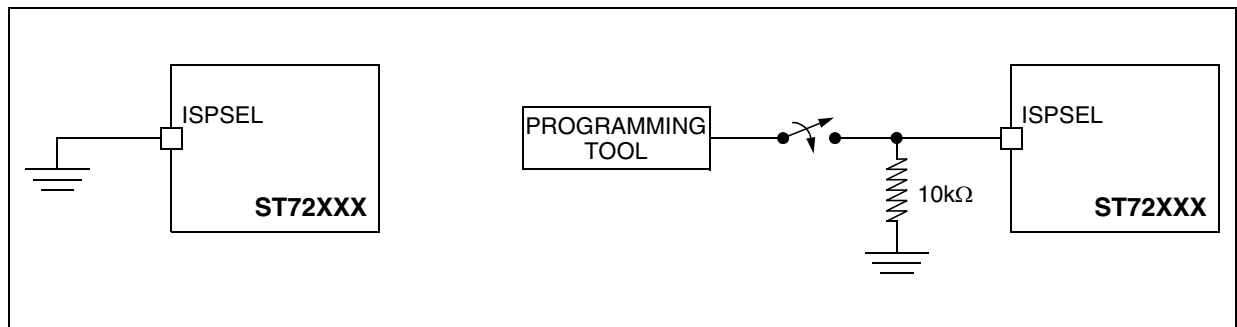 ISPSEL
ST72XXX
PROGRAMMING
TOOL
10kΩ
ISPSEL
ST72XXX